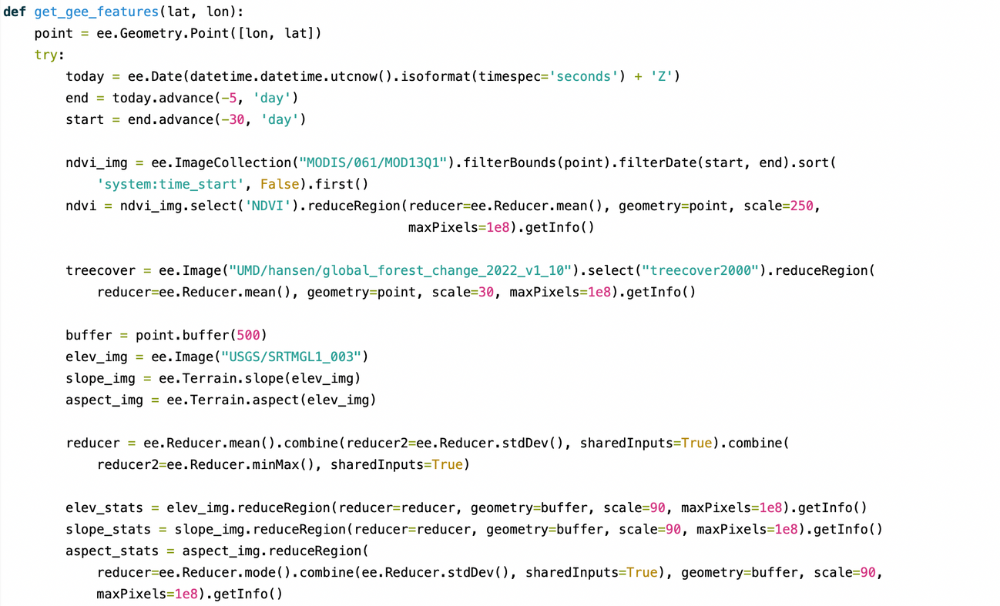 def get_gee_features(lat, lon):
    point = ee.Geometry.Point([lon, lat])
    try:
        today = ee.Date(datetime.datetime.utcnow().isoformat(timespec='seconds') + 'Z')
        end = today.advance(-5, 'day')
        start = end.advance(-30, 'day')

        ndvi_img = ee.ImageCollection("MODIS/061/MOD13Q1").filterBounds(point).filterDate(start, end).sort(
            'system:time_start', False).first()
        ndvi = ndvi_img.select('NDVI').reduceRegion(reducer=ee.Reducer.mean(), geometry=point, scale=250,
                                                    maxPixels=1e8).getInfo()

        treecover = ee.Image("UMD/hansen/global_forest_change_2022_v1_10").select("treecover2000").reduceRegion(
            reducer=ee.Reducer.mean(), geometry=point, scale=30, maxPixels=1e8).getInfo()

        buffer = point.buffer(500)
        elev_img = ee.Image("USGS/SRTMGL1_003")
        slope_img = ee.Terrain.slope(elev_img)
        aspect_img = ee.Terrain.aspect(elev_img)

        reducer = ee.Reducer.mean().combine(reducer2=ee.Reducer.stdDev(), sharedInputs=True).combine(
            reducer2=ee.Reducer.minMax(), sharedInputs=True)

        elev_stats = elev_img.reduceRegion(reducer=reducer, geometry=buffer, scale=90, maxPixels=1e8).getInfo()
        slope_stats = slope_img.reduceRegion(reducer=reducer, geometry=buffer, scale=90, maxPixels=1e8).getInfo()
        aspect_stats = aspect_img.reduceRegion(
            reducer=ee.Reducer.mode().combine(ee.Reducer.stdDev(), sharedInputs=True), geometry=buffer, scale=90,
            maxPixels=1e8).getInfo()